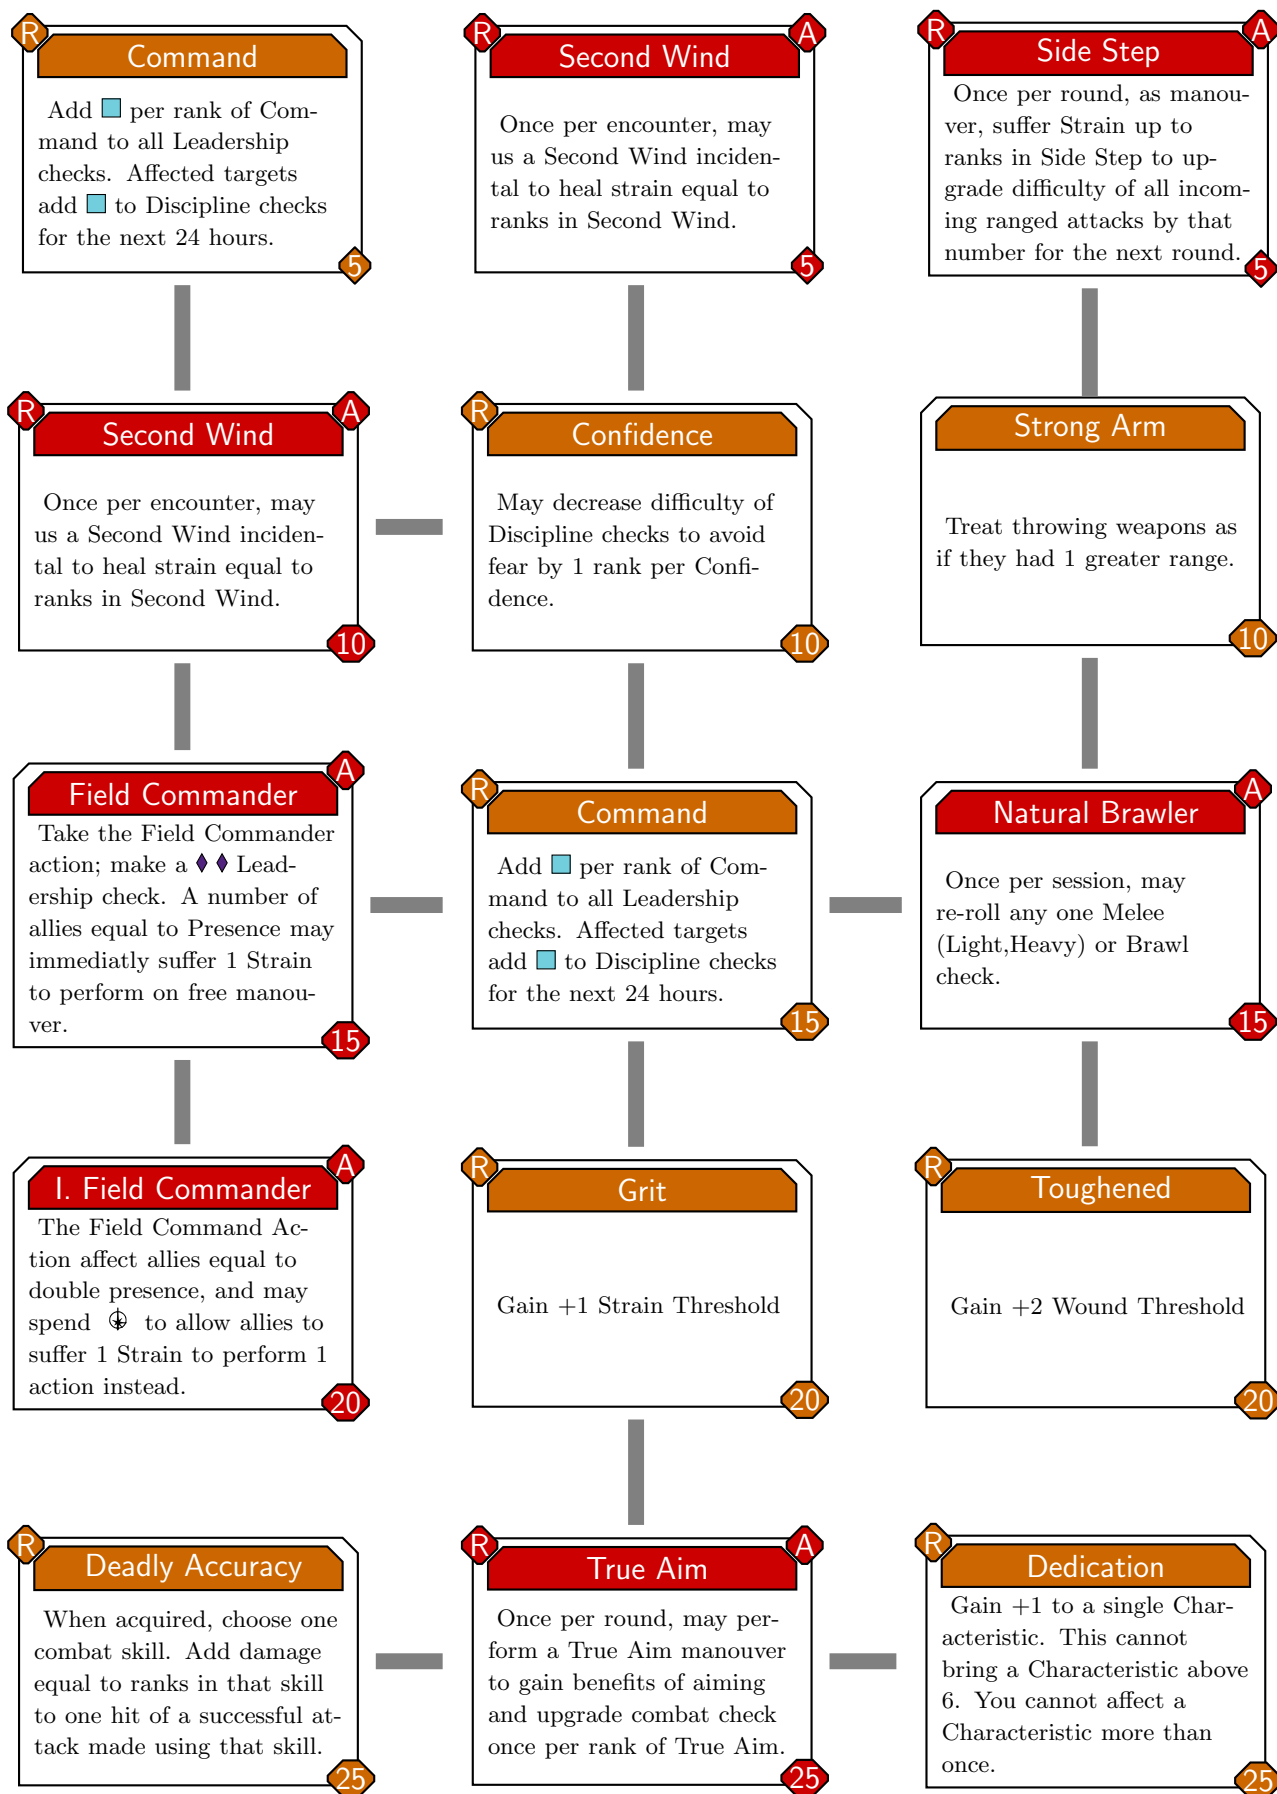 R
Command
Add per rank of Com-
mand to all Leadership
checks. Affected targets
add to Discipline checks
for the next 24 hours.
5
R
A
Second Wind
Once per encounter, may
us a Second Wind inciden-
tal to heal strain equal to
ranks in Second Wind.
5
R
A
Side Step
Once per round, as manou-
ver, suffer Strain up to
ranks in Side Step to up-
grade difficulty of all incom-
ing ranged attacks by that
number for the next round.
5
R
A
Second Wind
Once per encounter, may
us a Second Wind inciden-
tal to heal strain equal to
ranks in Second Wind.
10
R
Confidence
May decrease difficulty of
Discipline checks to avoid
fear by 1 rank per Confi-
dence.
10
Strong Arm
Treat throwing weapons as
if they had 1 greater range.
10
A
Field Commander
Take the Field Commander
action; make a ♦ ♦ Lead-
ership check. A number of
allies equal to Presence may
immediatly suffer 1 Strain
to perform on free manou-
ver.
15
R
Command
Add per rank of Com-
mand to all Leadership
checks. Affected targets
add to Discipline checks
for the next 24 hours.
15
A
Natural Brawler
Once per session, may
re-roll any one Melee
(Light,Heavy) or Brawl
check.
15
A
I. Field Commander
The Field Command Ac-
tion affect allies equal to
double presence, and may
spend to allow allies to
suffer 1 Strain to perform 1
action instead.
20
R
Grit
Gain +1 Strain Threshold
20
R
Toughened
Gain +2 Wound Threshold
20
R
Deadly Accuracy
When acquired, choose one
combat skill. Add damage
equal to ranks in that skill
to one hit of a successful at-
tack made using that skill.
25
R
A
True Aim
Once per round, may per-
form a True Aim manouver
to gain benefits of aiming
and upgrade combat check
once per rank of True Aim.
25
R
Dedication
Gain +1 to a single Char-
acteristic. This cannot
bring a Characteristic above
6. You cannot affect a
Characteristic more than
once.
25